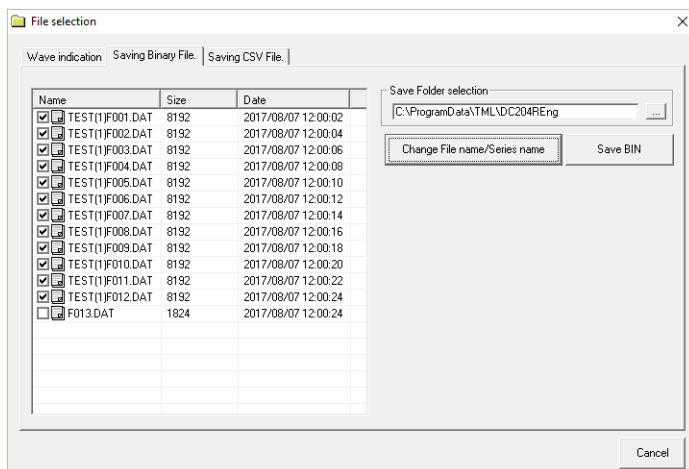 File selection
Wave indication Saving Binary File. Saving CSV File.
Name Size Date
TEST(1)F001.DAT 8192 2017/08/07 12:00:02
TEST(1)F002.DAT 8192 2017/08/07 12:00:04
TEST(1)F003.DAT 8192 2017/08/07 12:00:06
TEST(1)F004.DAT 8192 2017/08/07 12:00:08
TEST(1)F005.DAT 8192 2017/08/07 12:00:10
TEST(1)F006.DAT 8192 2017/08/07 12:00:12
TEST(1)F007.DAT 8192 2017/08/07 12:00:14
TEST(1)F008.DAT 8192 2017/08/07 12:00:16
TEST(1)F009.DAT 8192 2017/08/07 12:00:18
TEST(1)F010.DAT 8192 2017/08/07 12:00:20
TEST(1)F011.DAT 8192 2017/08/07 12:00:22
TEST(1)F012.DAT 8192 2017/08/07 12:00:24
F013.DAT 1824 2017/08/07 12:00:24
Save Folder selection
C:\ProgramData\TML\DC204REng ...
Change File name/Series name Save BIN
Cancel